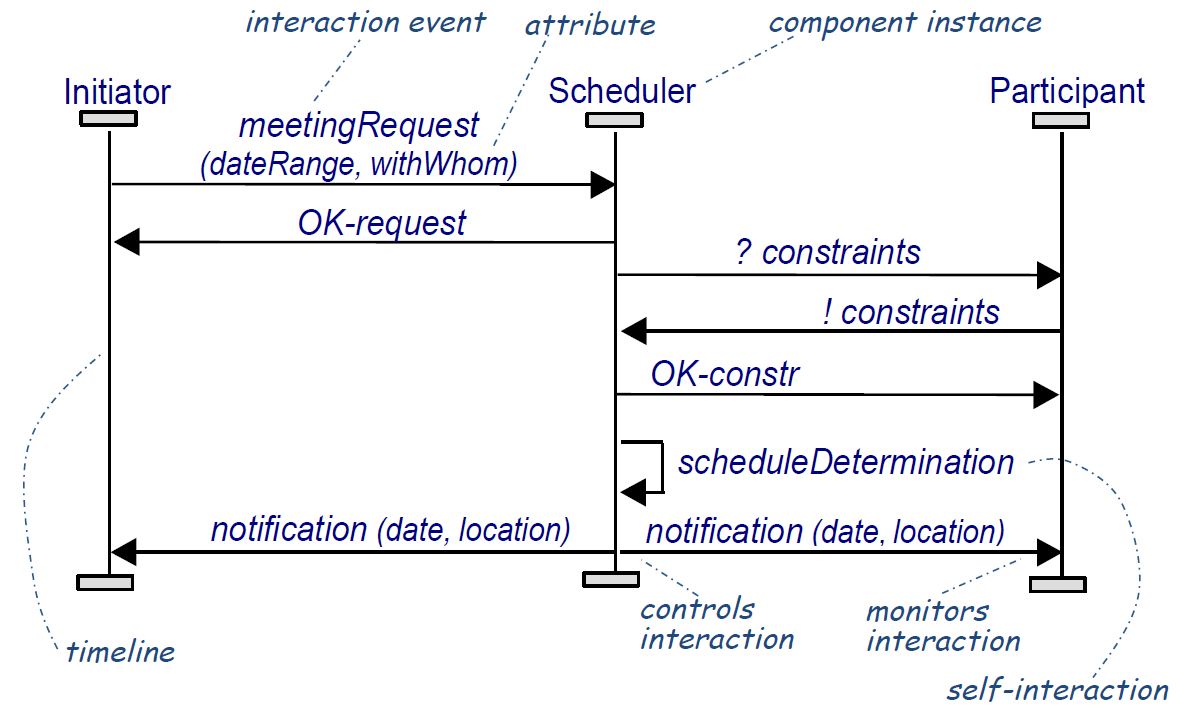 interaction event
attribute
component instance
Initiator
Scheduler
Participant
meetingRequest
(dateRange, withWhom)
OK-request
? constraints
! constraints
OK-constr
scheduleDetermination
notification (date, location)
notification (date, location)
controls
interaction
monitors
interaction
timeline
self-interaction